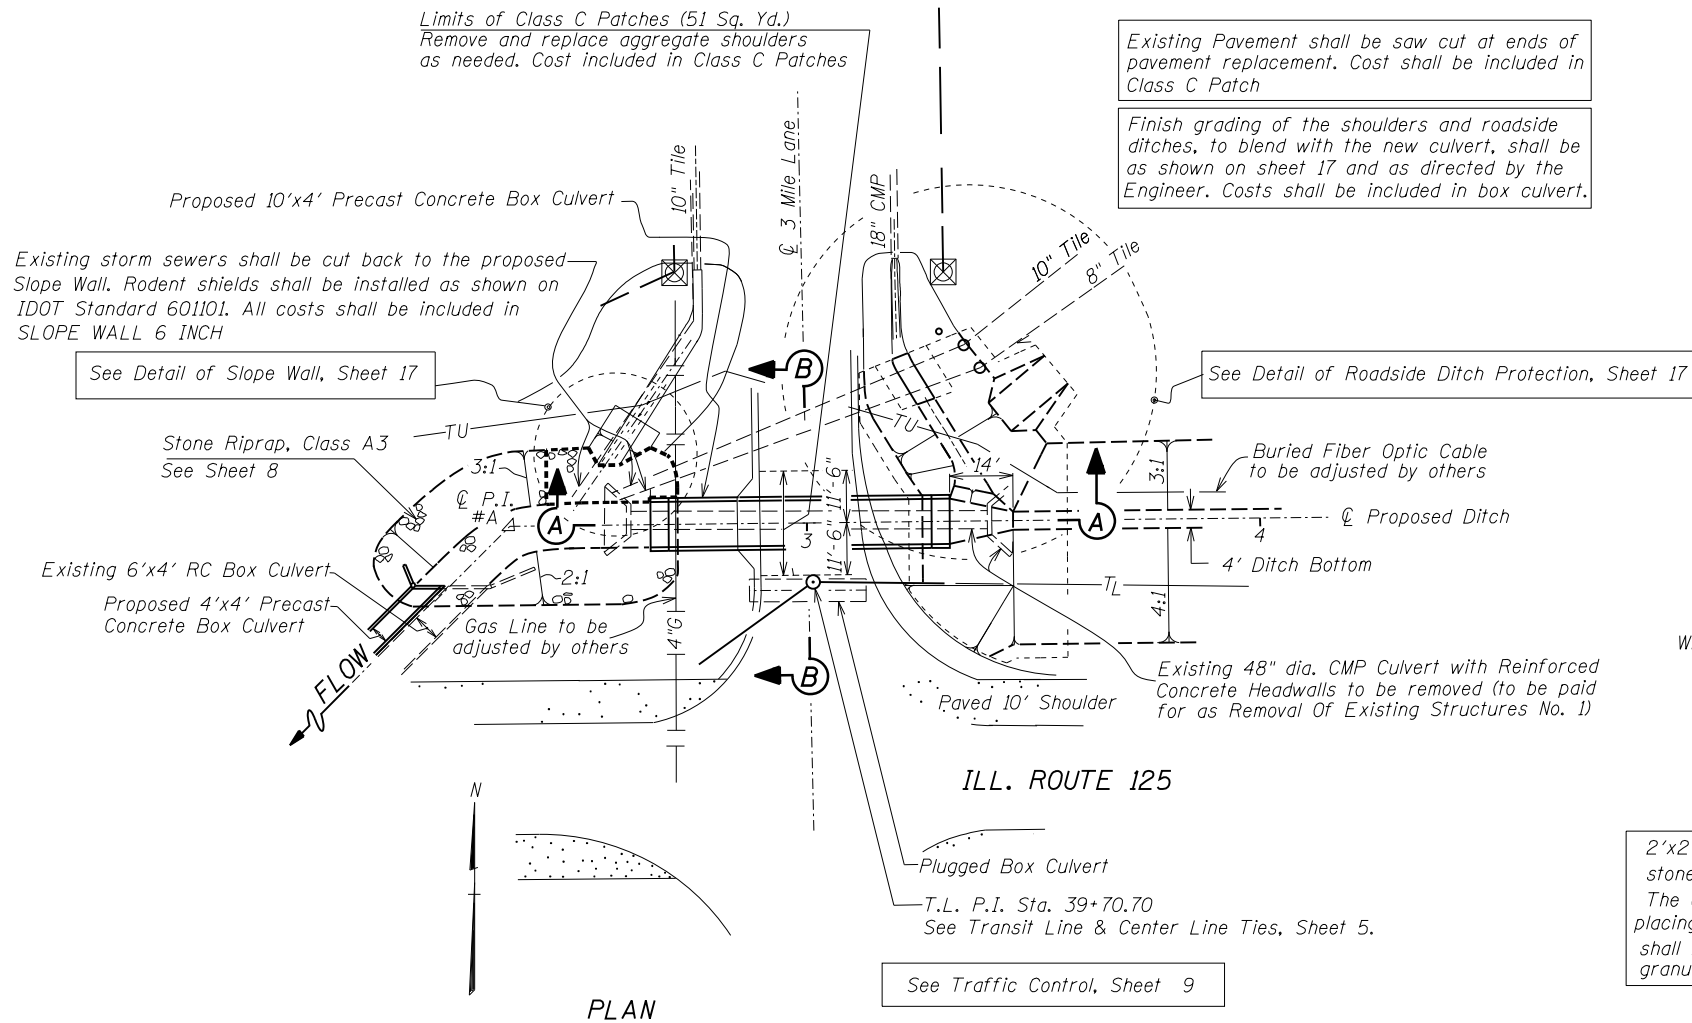 Limits of Class C Patches (51 Sq. Yd.)
Remove and replace aggregate shoulders
as needed. Cost included in Class C Patches
Existing Pavement shall be saw cut at ends of
pavement replacement. Cost shall be included in
Class C Patch
Finish grading of the shoulders and roadside
ditches, to blend with the new culvert, shall be
as shown on sheet 17 and as directed by the
Engineer. Costs shall be included in box culvert.
10" Tile
℄ 3 Mile Lane
18" CMP
Proposed 10'x4' Precast Concrete Box Culvert
10" Tile
8" Tile
Existing storm sewers shall be cut back to the proposed
Slope Wall. Rodent shields shall be installed as shown on
IDOT Standard 601101. All costs shall be included in
SLOPE WALL 6 INCH
See Detail of Slope Wall, Sheet 17
B
See Detail of Roadside Ditch Protection, Sheet 17
TU
TU
Stone Riprap, Class A3
See Sheet 8
3:1
℄ P.I.
#A
A
11'-6"
11'-6"
3
14'
A
3:1
Buried Fiber Optic Cable
to be adjusted by others
℄ Proposed Ditch
4
4' Ditch Bottom
Existing 6'x4' RC Box Culvert
Proposed 4'x4' Precast
Concrete Box Culvert
2:1
TL
4:1
Gas Line to be
adjusted by others
4"G
FLOW
B
W
Existing 48" dia. CMP Culvert with Reinforced
Concrete Headwalls to be removed (to be paid
for as Removal Of Existing Structures No. 1)
Paved 10' Shoulder
ILL. ROUTE 125
N
Plugged Box Culvert
T.L. P.I. Sta. 39+70.70
See Transit Line & Center Line Ties, Sheet 5.
See Traffic Control, Sheet 9
PLAN
2'x2
stone
The
placing
shall
granu